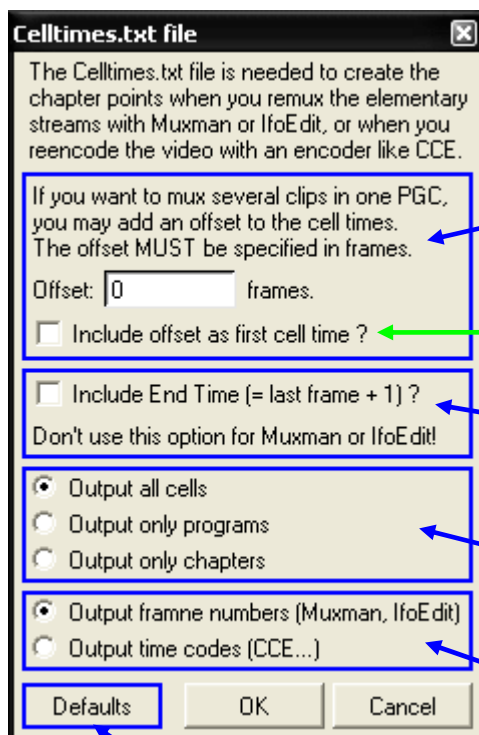 Celltimes.txt file
The Celltimes.txt file is needed to create the
chapter points when you remux the elementary
streams with Muxman or IfoEdit, or when you
reencode the video with an encoder like CCE.
If you want to mux several clips in one PGC,
you may add an offset to the cell times.
The offset MUST be specified in frames.
Offset: 0 frames.
Include offset as first cell time ?
Include End Time (= last frame + 1) ?
Don't use this option for Muxman or IfoEdit!
Output all cells
Output only programs
Output only chapters
Output framne numbers (Muxman, IfoEdit)
Output time codes (CCE...)
Defaults OK Cancel